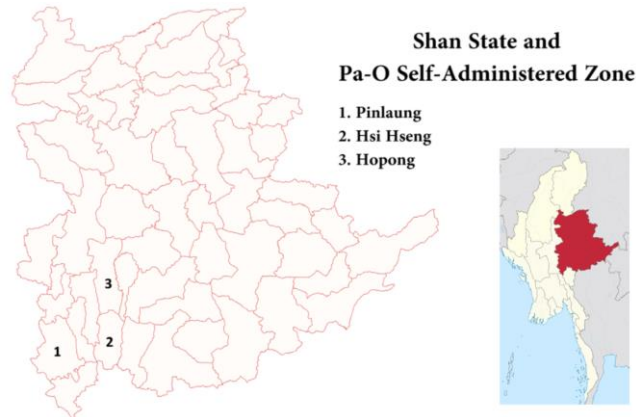 Shan State and
Pa-O Self-Administered Zone
1. Pinlaung
2. Hsi Hseng
3. Hopong
3
1
2